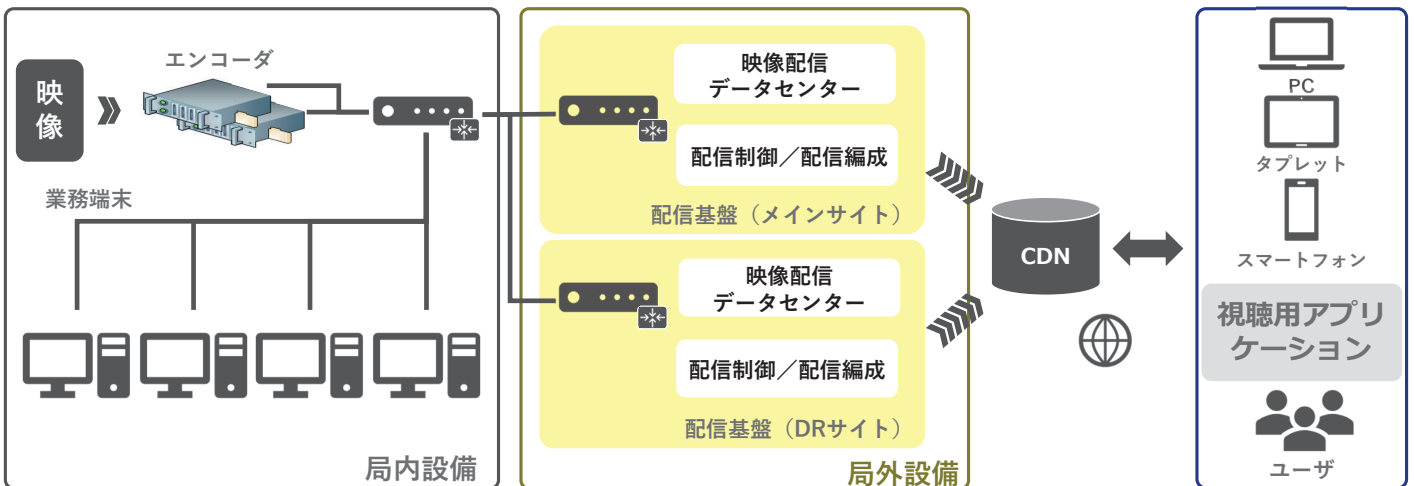 映
像
エンコーダ
業務端末
局内設備
映像配信
データセンター
配信制御／配信編成
配信基盤（メインサイト）
映像配信
データセンター
配信制御／配信編成
配信基盤（DRサイト）
局外設備
CDN
PC
タブレット
スマートフォン
視聴用アプリ
ケーション
ユーザ